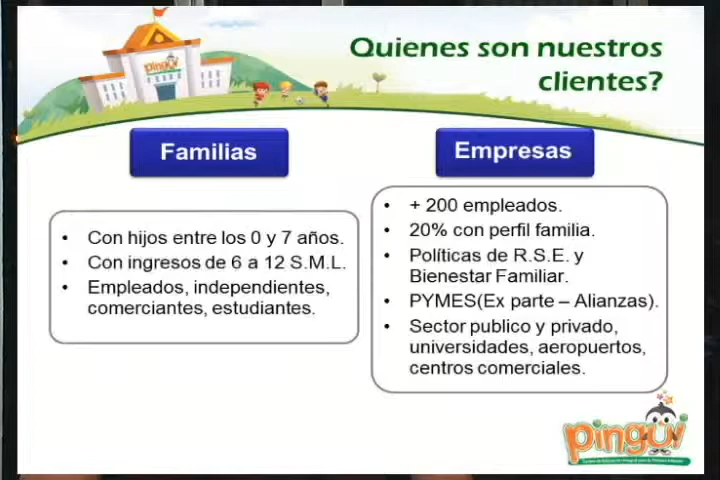 Quienes son nuestros
clientes?
pingüi
Familias
Empresas
• Con hijos entre los 0 y 7 años.
• Con ingresos de 6 a 12 S.M.L.
• Empleados, independientes,
comerciantes, estudiantes.
• + 200 empleados.
• 20% con perfil familia.
• Políticas de R.S.E. y
Bienestar Familiar.
• PYMES(Ex parte – Alianzas).
• Sector publico y privado,
universidades, aeropuertos,
centros comerciales.
pingüi